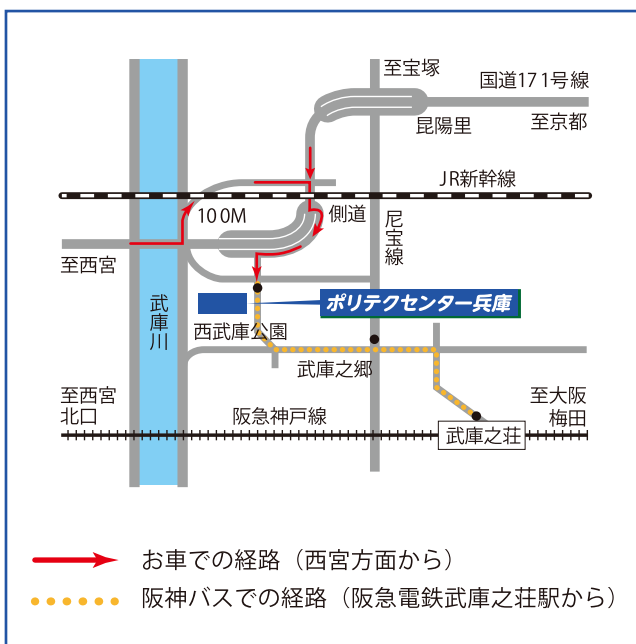 至宝塚
国道171号線
昆陽里
至京都
JR新幹線
100M
側道
尼宝線
至西宮
武庫川
ポリテクセンター兵庫
西武庫公園
武庫之郷
至西宮
北口
阪急神戸線
至大阪
梅田
武庫之荘
お車での経路（西宮方面から）
阪神バスでの経路（阪急電鉄武庫之荘駅から）